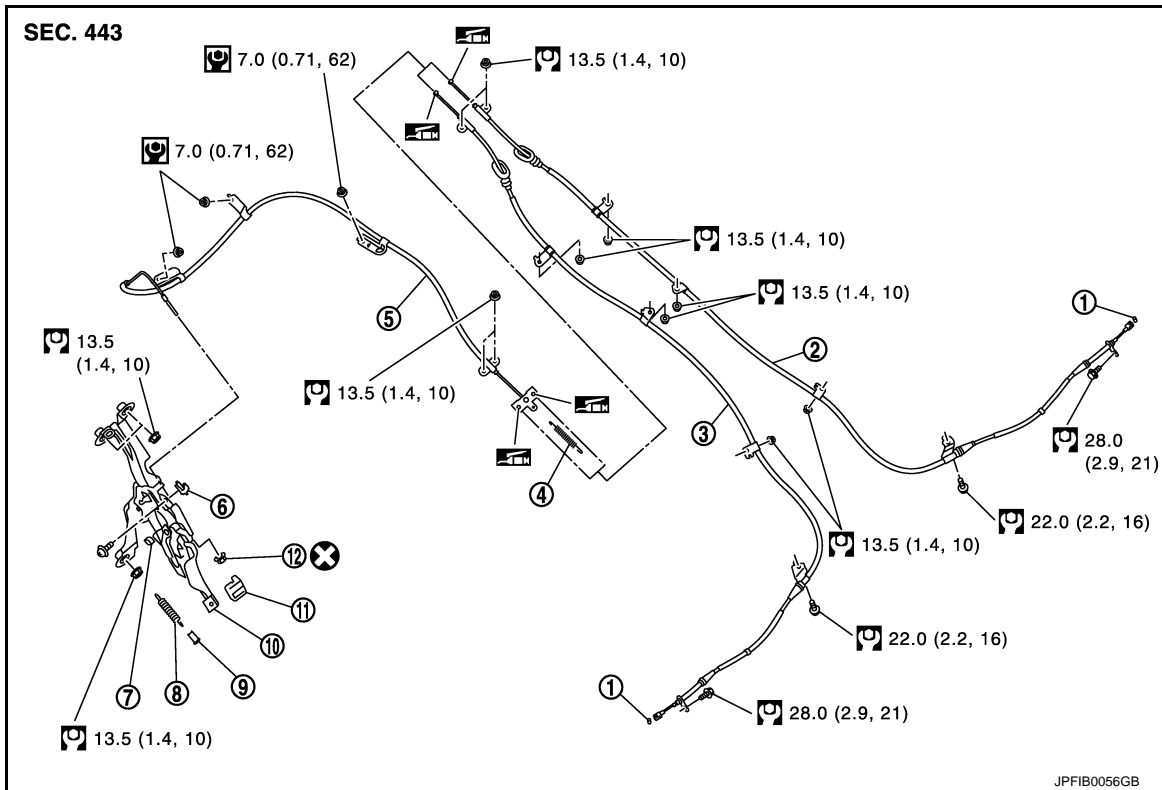 SEC. 443
7.0 (0.71, 62)
13.5 (1.4, 10)
7.0 (0.71, 62)
13.5 (1.4, 10)
13.5 (1.4, 10)
1
5
2
13.5
(1.4, 10)
13.5 (1.4, 10)
3
28.0
(2.9, 21)
4
6
22.0 (2.2, 16)
13.5 (1.4, 10)
12
11
10
22.0 (2.2, 16)
7
8
9
1
28.0 (2.9, 21)
13.5 (1.4, 10)
JPFIB0056GB